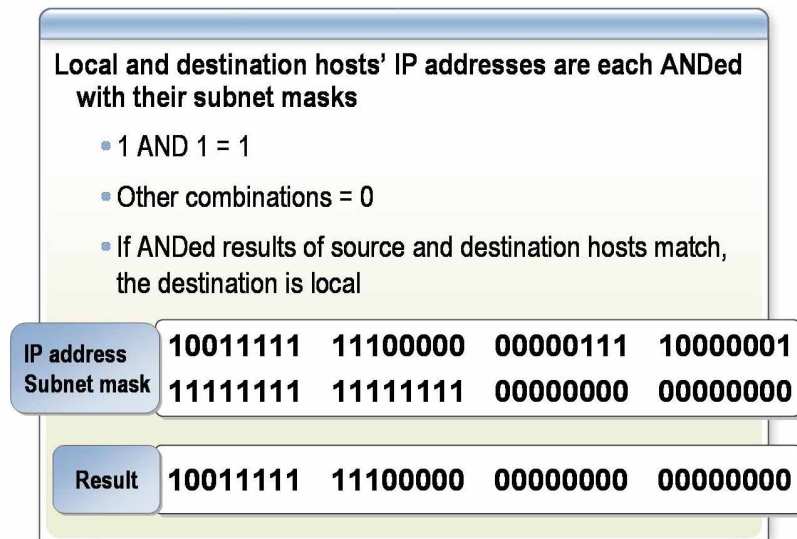 Local and destination hosts' IP addresses are each ANDed
with their subnet masks
1 AND 1 = 1
Other combinations = 0
If ANDed results of source and destination hosts match,
the destination is local
IP address 10011111 11100000 00000111 10000001
Subnet mask 11111111 11111111 00000000 00000000
Result 10011111 11100000 00000000 00000000